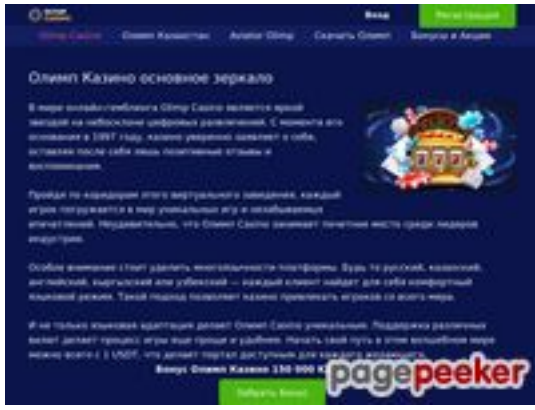 Вход
Регистрация
Olimp Casino Олимп Казахстан Aviator Olimp Скачать Олимп Бонусы и Акции
Олимп Казино основное зеркало
В мире онлайн-гемблинга Olimp Casino является яркой
звездой на небосклоне цифровых развлечений. С момента его
основания в 1997 году, казино уверенно заявляет о себе,
оставляя после себя лишь позитивные отзывы и
воспоминания.
Пройдя по коридорам этого виртуального заведения, каждый
игрок погружается в мир уникальных игр и незабываемых
впечатлений. Неудивительно, что Олимп Casino занимает почетное место среди лидеров
индустрии.
Особое внимание стоит уделить многоязычности платформы. Будь то русский, казахский,
английский, кыргызский или узбекский — каждый клиент найдет для себя комфортный
языковой режим. Такой подход позволяет казино привлекать игроков со всего мира.
И не только языковая адаптация делает Олимп Casino уникальным. Поддержка различных
валют делает процесс игры еще проще и удобнее. Начать свой путь в этом волшебном мире
можно всего с 1 USDT, что делает портал доступным для каждого желающего.
Бонус Олимп Казино 150 000
Забрать бонус
777
pagepeeker